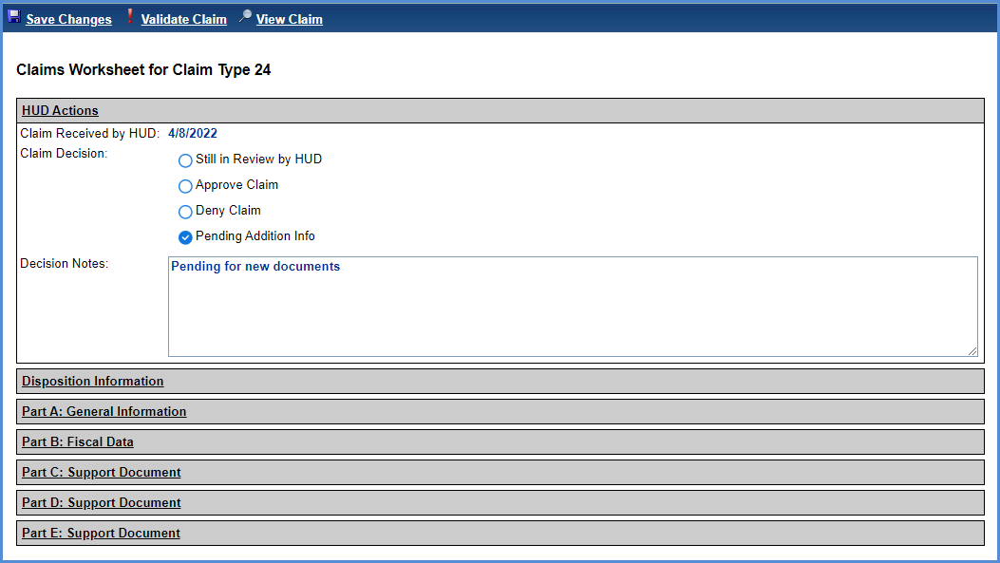 Save Changes Validate Claim View Claim
Claims Worksheet for Claim Type 24
HUD Actions
Claim Received by HUD: 4/8/2022
Claim Decision:
Still in Review by HUD
Approve Claim
Deny Claim
Pending Addition Info
Decision Notes:
Pending for new documents
Disposition Information
Part A: General Information
Part B: Fiscal Data
Part C: Support Document
Part D: Support Document
Part E: Support Document